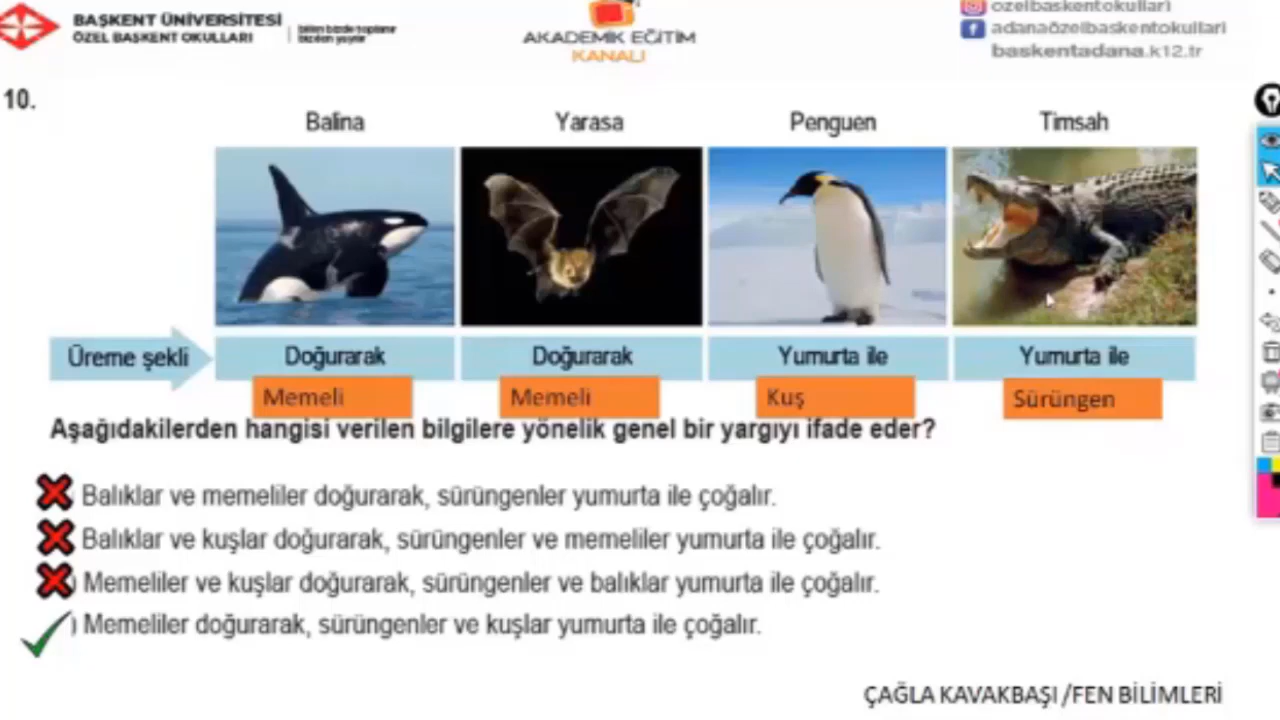 BAŞKENT ÜNİVERSİTESİ
ÖZEL BAŞKENT OKULLARI
AKADEMİK EĞİTİM
KANALI
ozelbaskentokullari
adanaözelbaskentokullari
baskentadana.k12.tr
10.
Balina Yarasa Penguen Timsah
Üreme şekli Doğurarak Doğurarak Yumurta ile Yumurta ile
Memeli Memeli Kuş Sürüngen
Aşağıdakilerden hangisi verilen bilgilere yönelik genel bir yargıyı ifade eder?
Balıklar ve memeliler doğurarak, sürüngenler yumurta ile çoğalır.
Balıklar ve kuşlar doğurarak, sürüngenler ve memeliler yumurta ile çoğalır.
) Memeliler ve kuşlar doğurarak, sürüngenler ve balıklar yumurta ile çoğalır.
) Memeliler doğurarak, sürüngenler ve kuşlar yumurta ile çoğalır.
ÇAĞLA KAVAKBAŞI /FEN BİLİMLERİ